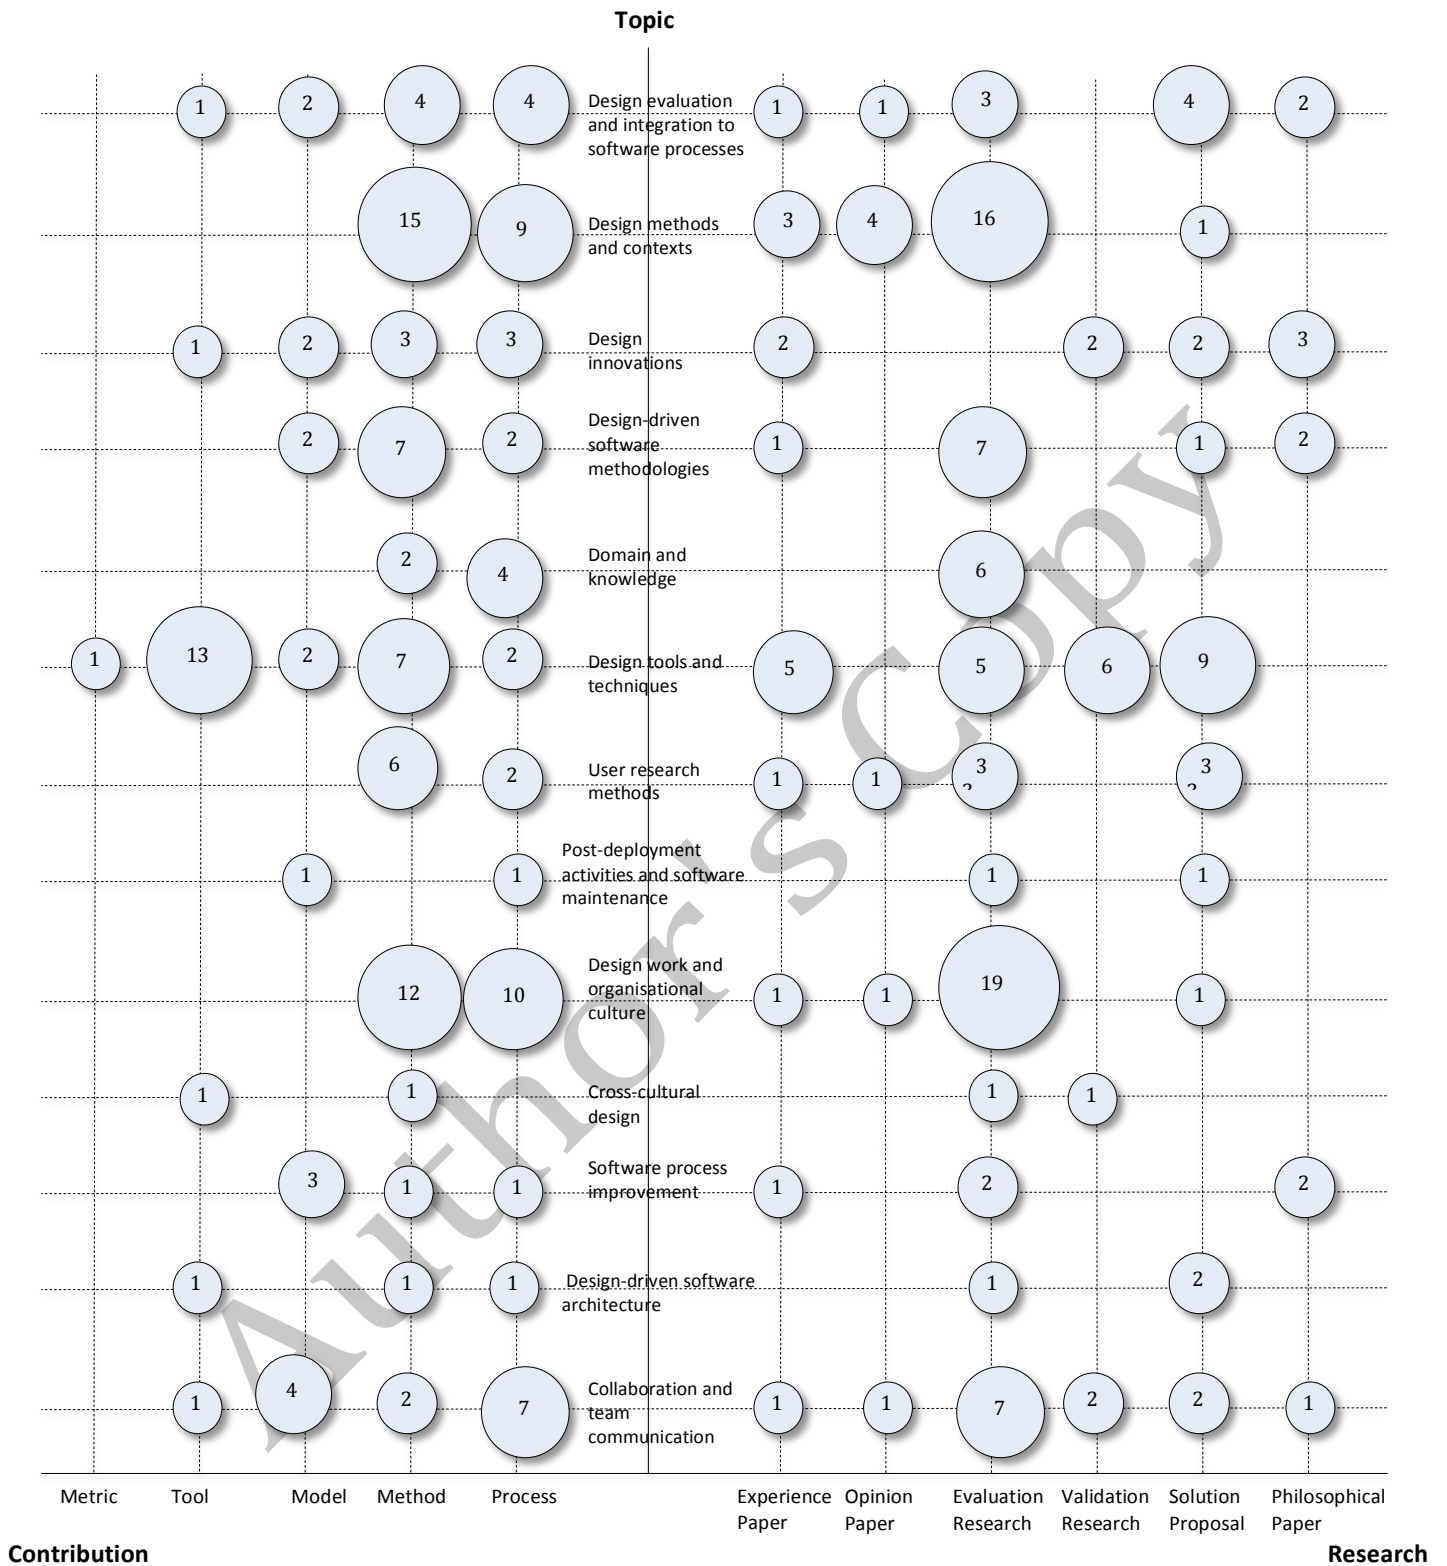 Topic
1 2 4 4 Design evaluation 1 1 3 4 2
and integration to
software processes
15 9 Design methods 3 4 16 1
and contexts
1 2 3 3 Design 2 2 2 3
innovations
Design-driven
2 7 2 software 1 7 1 2
methodologies
2 4 Domain and 6
knowledge
1 13 2 7 2 Design tools and 5 5 6 9
techniques
6 2 User research 1 1 3 3
methods
Post-deployment
1 1 activities and software 1 1
maintenance
Design work and
12 10 organisational 1 1 19 1
culture
1 1 Cross-cultural 1 1
design
3 1 1 Software process 1 2 2
improvement
1 1 1 Design-driven software 1 2
architecture
1 4 2 7 Collaboration and 1 1 7 2 2 1
team
communication
Metric Tool Model Method Process Experience Opinion Evaluation Validation Solution Philosophical
Paper Paper Research Research Proposal Paper
Contribution Research
Author's Copy